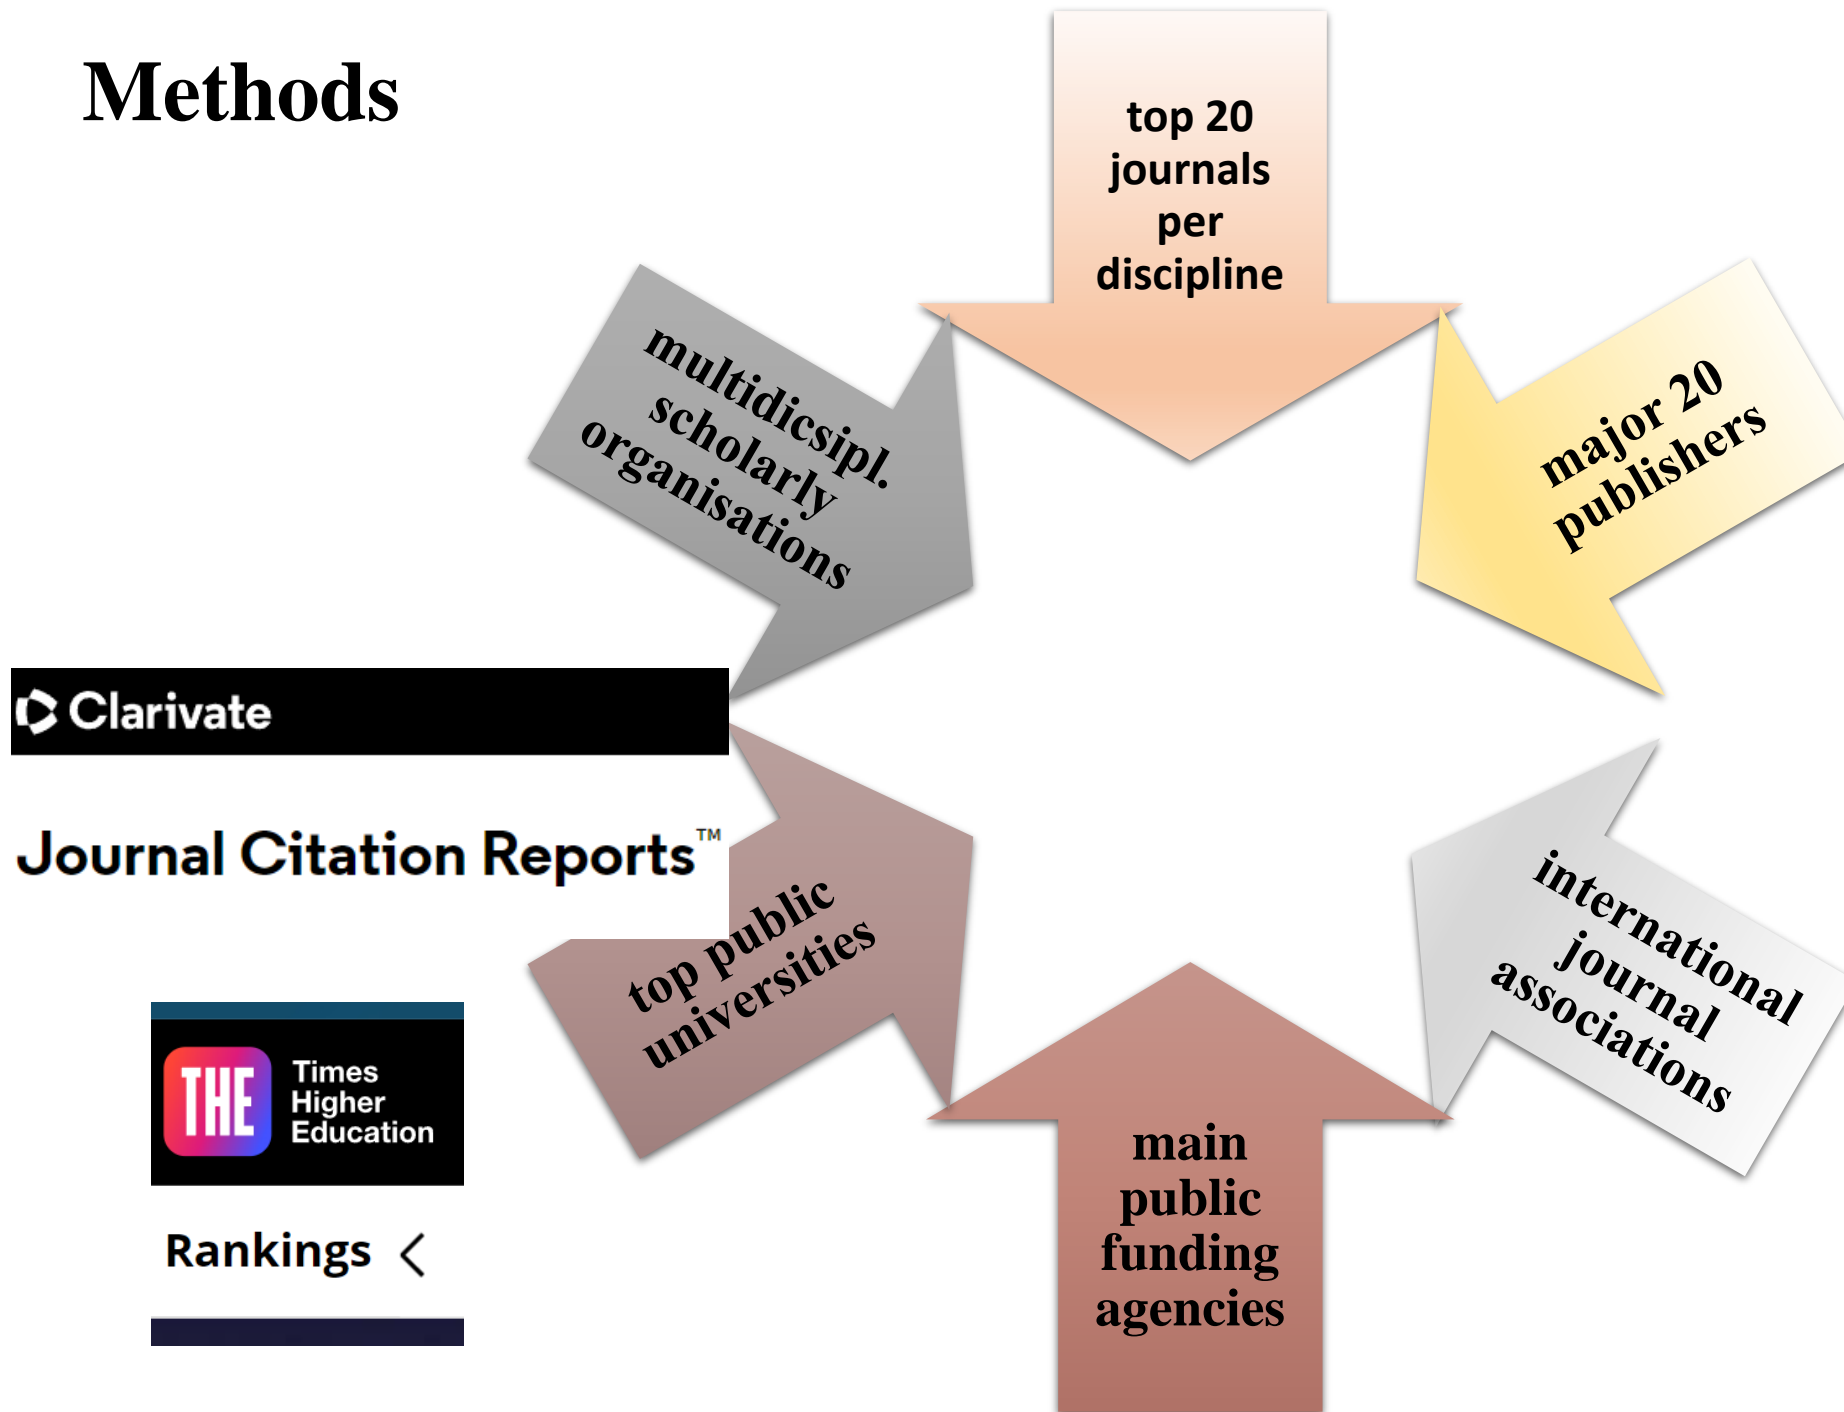 Methods
top 20
journals
per
discipline
multidicsipl.
scholarly
organisations
major 20
publishers
Clarivate
Journal Citation Reports™
top public
universities
international
journal
associations
THE
Times
Higher
Education
Rankings <
main
public
funding
agencies